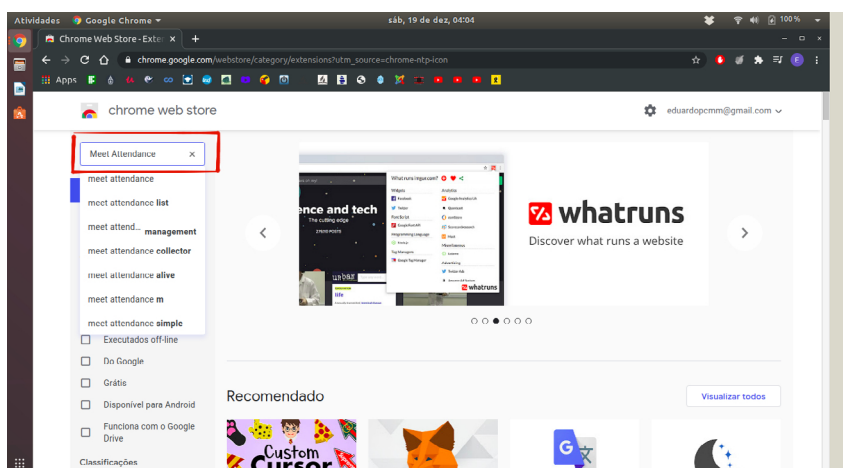 Atividades Google Chrome
sáb, 19 de dez, 04:04
100 %
Chrome Web Store - Exte
chrome.google.com/webstore/category/extensions?utm_source=chrome-ntp-icon
Apps
chrome web store
eduardopcmm@gmail.com
Meet Attendance
meet attendance
meet attendance list
meet attend... management
meet attendance collector
meet attendance alive
meet attendance m
meet attendance simple
Executados off-line
Do Google
Grátis
Disponível para Android
Funciona com o Google
Drive
Classificações
What runs imgur.com?
ence and tech
The cutting edge
life
whatruns
whatruns
Discover what runs a website
Recomendado
Visualizar todos
Custom
Cursor
G